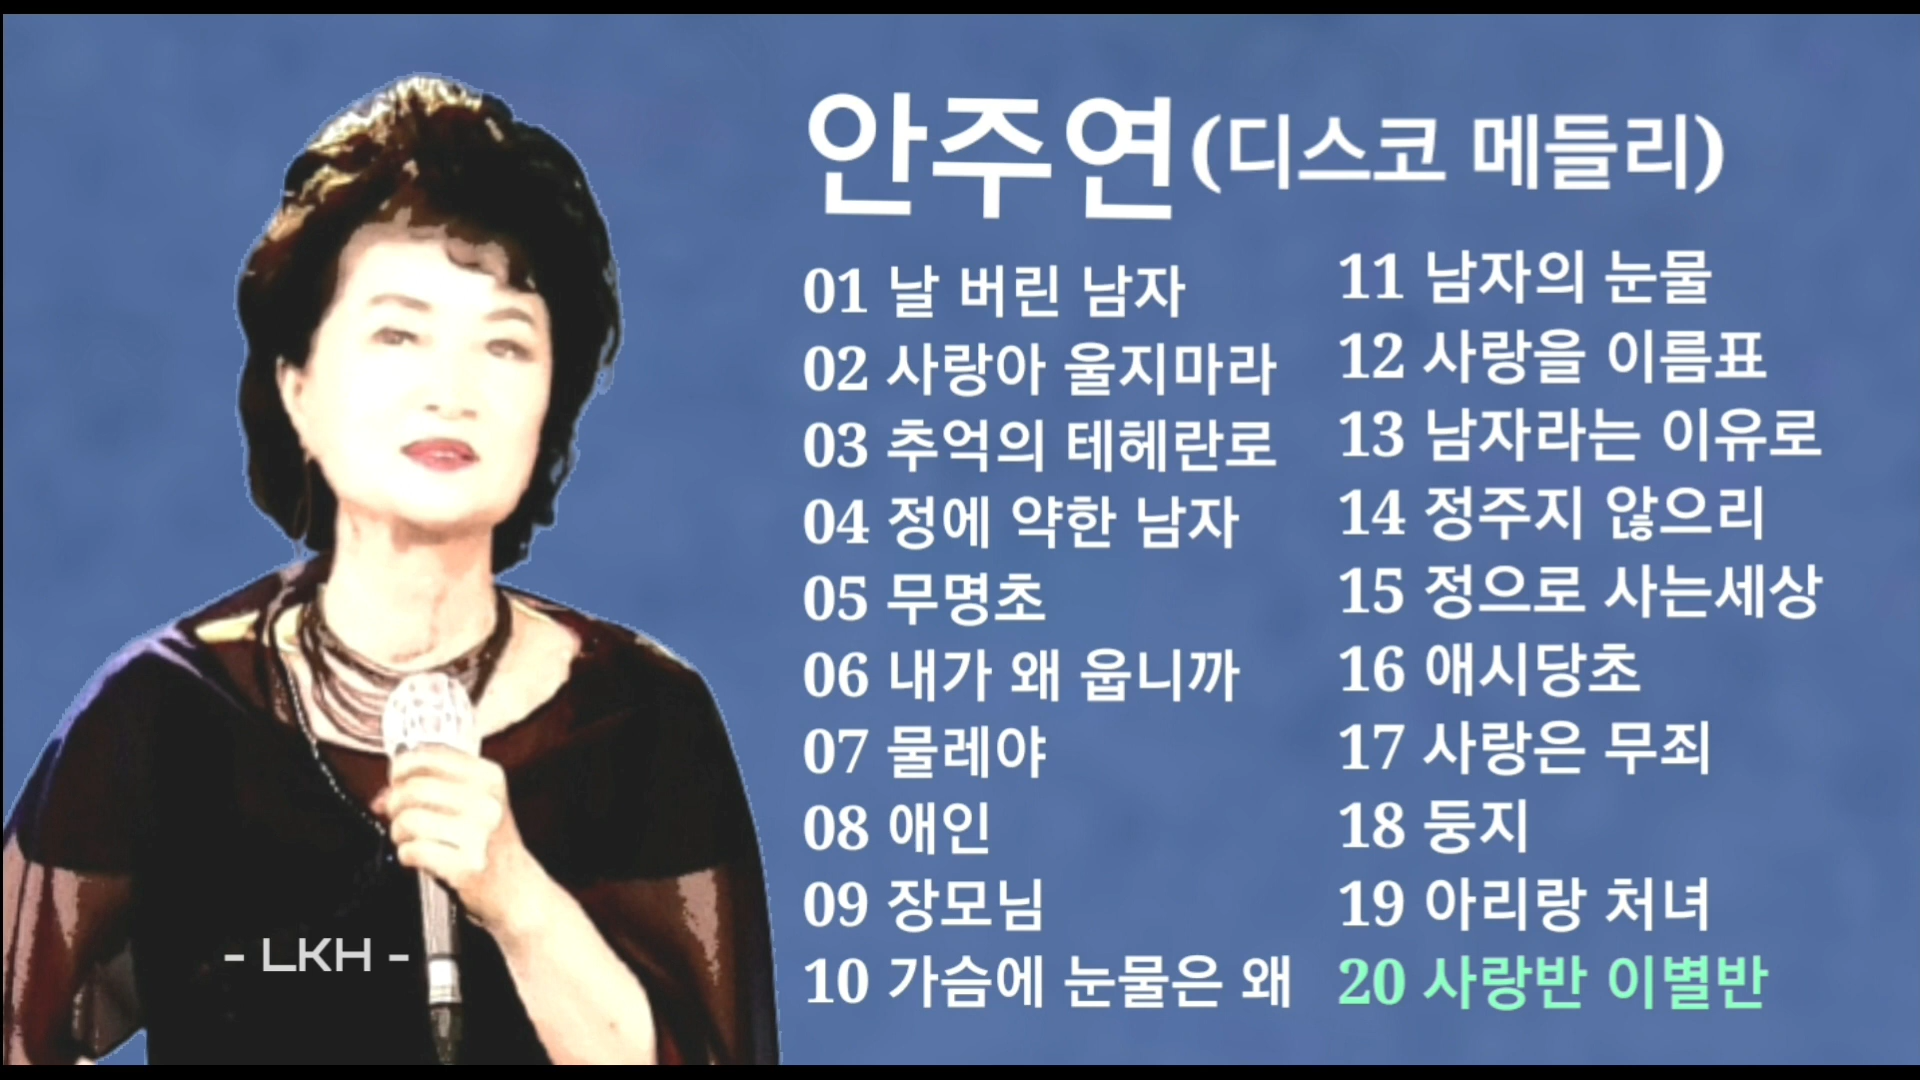 안주연(디스코 메들리)
01 날 버린 남자
02 사랑아 울지마라
03 추억의 테헤란로
04 정에 약한 남자
05 무명초
06 내가 왜 웁니까
07 물레야
08 애인
09 장모님
10 가슴에 눈물은 왜
11 남자의 눈물
12 사랑을 이름표
13 남자라는 이유로
14 정주지 않으리
15 정으로 사는세상
16 애시당초
17 사랑은 무죄
18 둥지
19 아리랑 처녀
20 사랑반 이별반
- LKH -